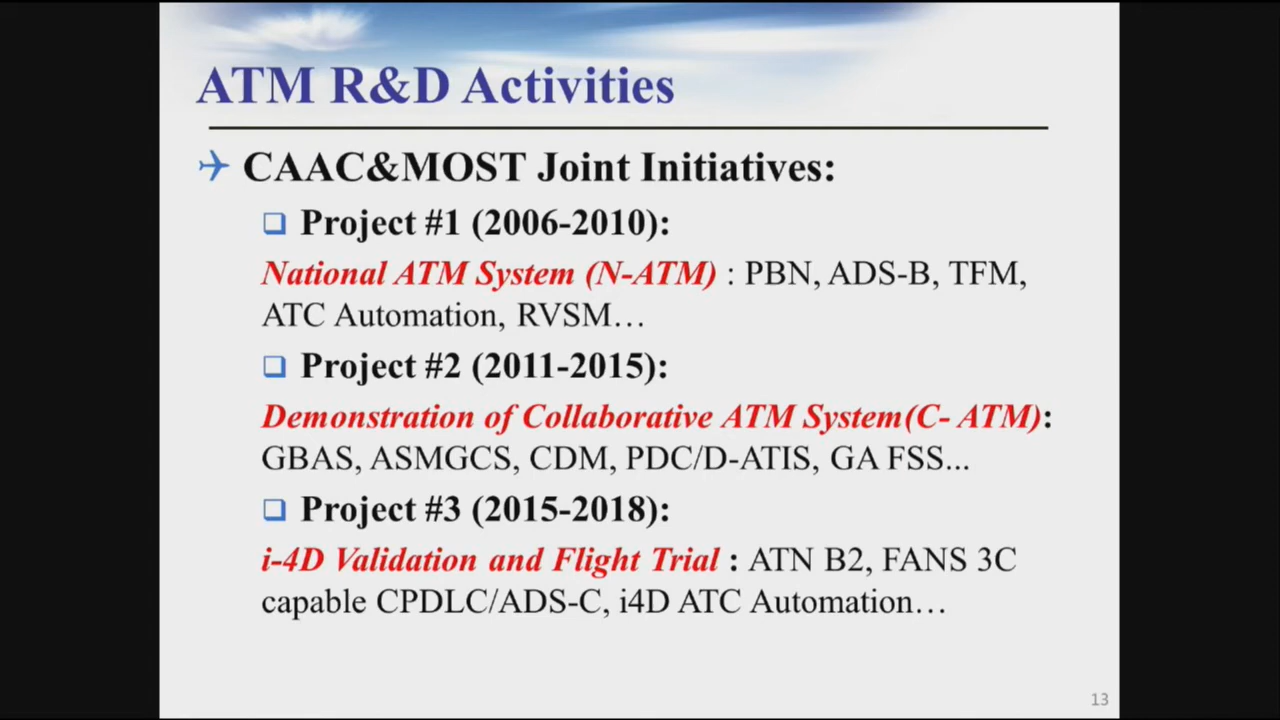 ATM R&D Activities
CAAC&MOST Joint Initiatives:
Project #1 (2006-2010):
National ATM System (N-ATM) : PBN, ADS-B, TFM,
ATC Automation, RVSM…
Project #2 (2011-2015):
Demonstration of Collaborative ATM System(C- ATM):
GBAS, ASMGCS, CDM, PDC/D-ATIS, GA FSS...
Project #3 (2015-2018):
i-4D Validation and Flight Trial : ATN B2, FANS 3C
capable CPDLC/ADS-C, i4D ATC Automation…
13